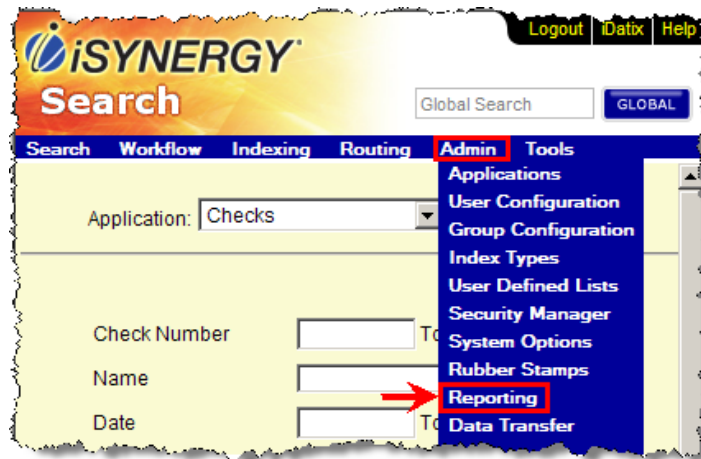 Logout iDatix Help
iSYNERGY
Search
Global Search GLOBAL
Search Workflow Indexing Routing Admin Tools
Applications
User Configuration
Group Configuration
Index Types
User Defined Lists
Security Manager
System Options
Rubber Stamps
Reporting
Data Transfer
Application: Checks
Check Number To
Name
Date To